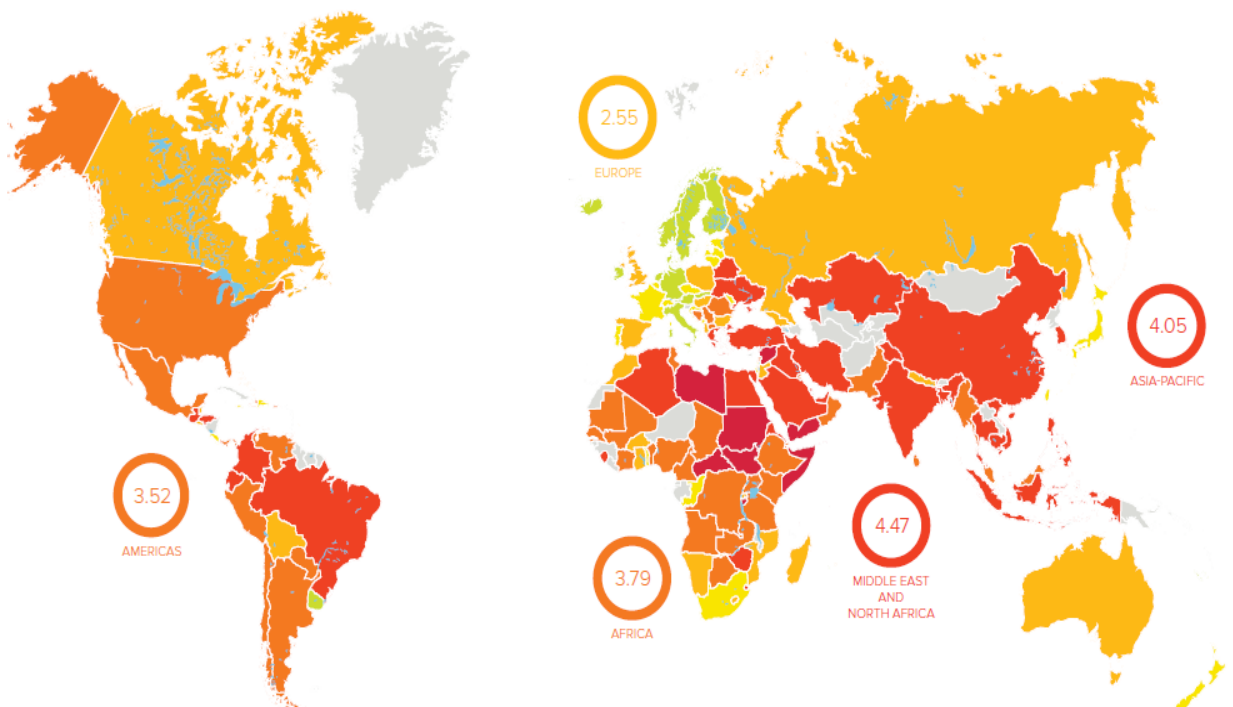 2.55
EUROPE
4.05
ASIA-PACIFIC
3.52
AMERICAS
4.47
MIDDLE EAST
AND
NORTH AFRICA
3.79
AFRICA